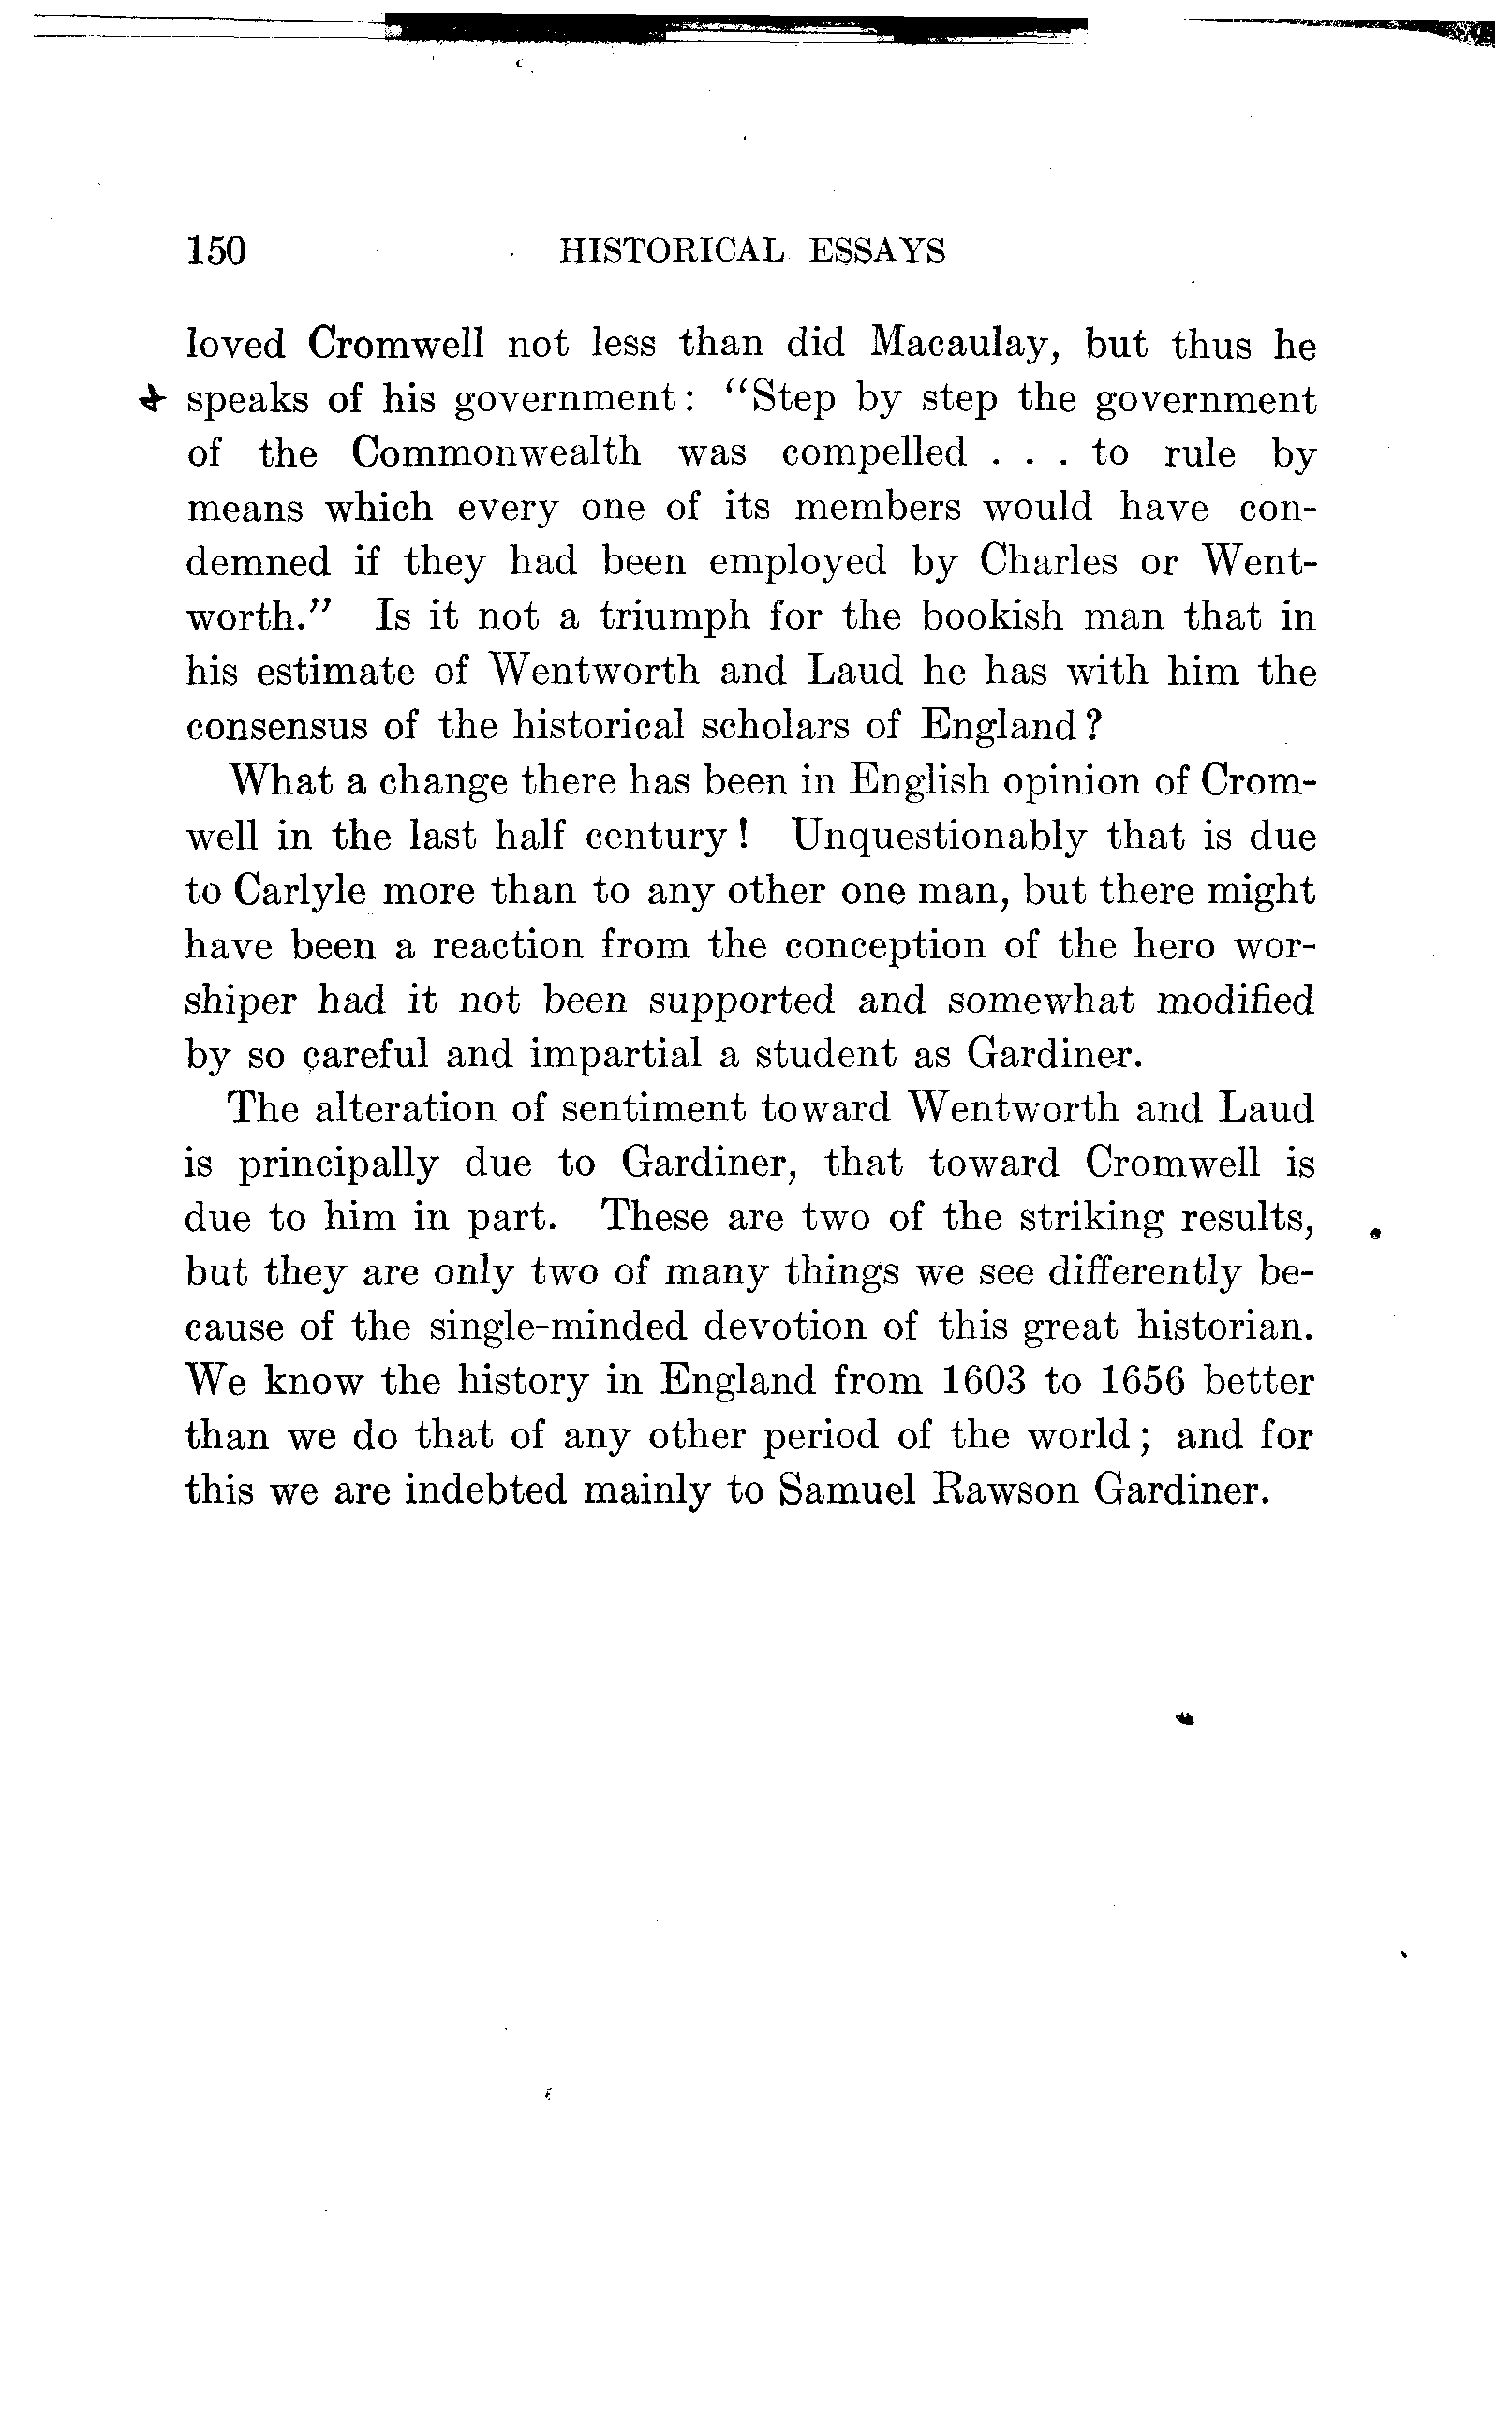 150 HISTORICAL ESSAYS
loved Cromwell not less than did Macaulay, but thus he
speaks of his government: "Step by step the government
of the Commonwealth was compelled . . . to rule by
means which every one of its members would have con-
demned if they had been employed by Charles or Went-
worth." Is it not a triumph for the bookish man that in
his estimate of Wentworth and Laud he has with him the
consensus of the historical scholars of England?
What a change there has been in English opinion of Crom-
well in the last half century! Unquestionably that is due
to Carlyle more than to any other one man, but there might
have been a reaction from the conception of the hero wor-
shiper had it not been supported and somewhat modified
by so careful and impartial a student as Gardiner.
The alteration of sentiment toward Wentworth and Laud
is principally due to Gardiner, that toward Cromwell is
due to him in part. These are two of the striking results,
but they are only two of many things we see differently be-
cause of the single-minded devotion of this great historian.
We know the history in England from 1603 to 1656 better
than we do that of any other period of the world; and for
this we are indebted mainly to Samuel Rawson Gardiner.